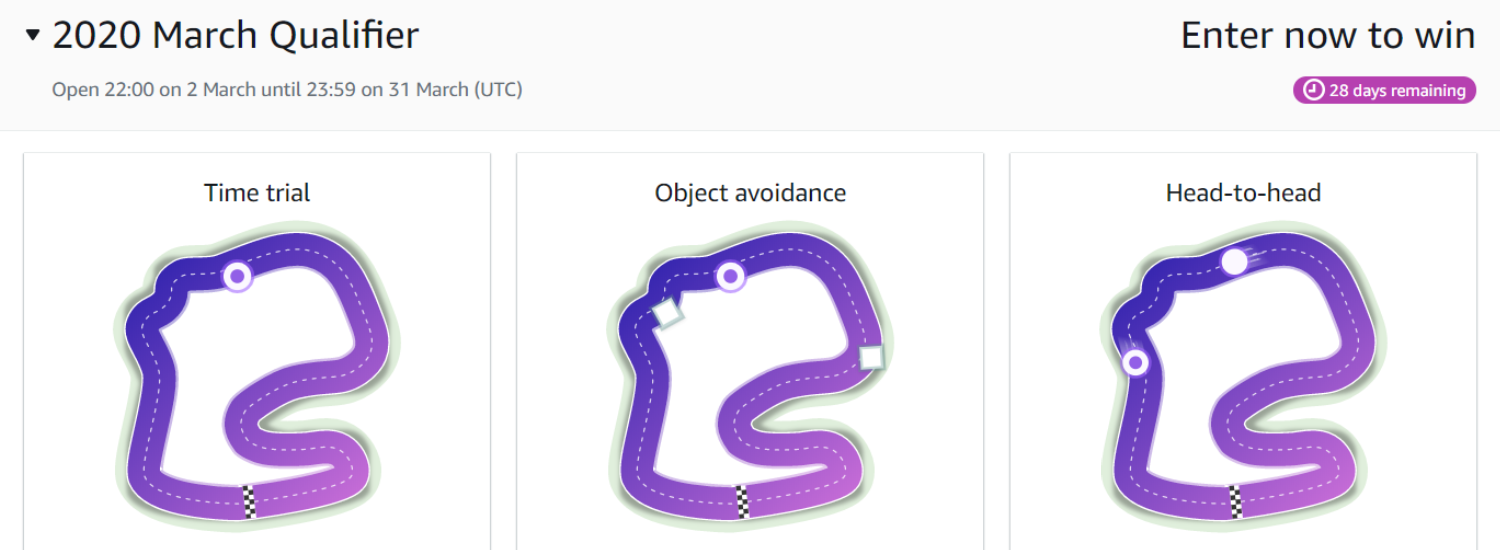 2020 March Qualifier
Enter now to win
Open 22:00 on 2 March until 23:59 on 31 March (UTC)
28 days remaining
Time trial
Object avoidance
Head-to-head